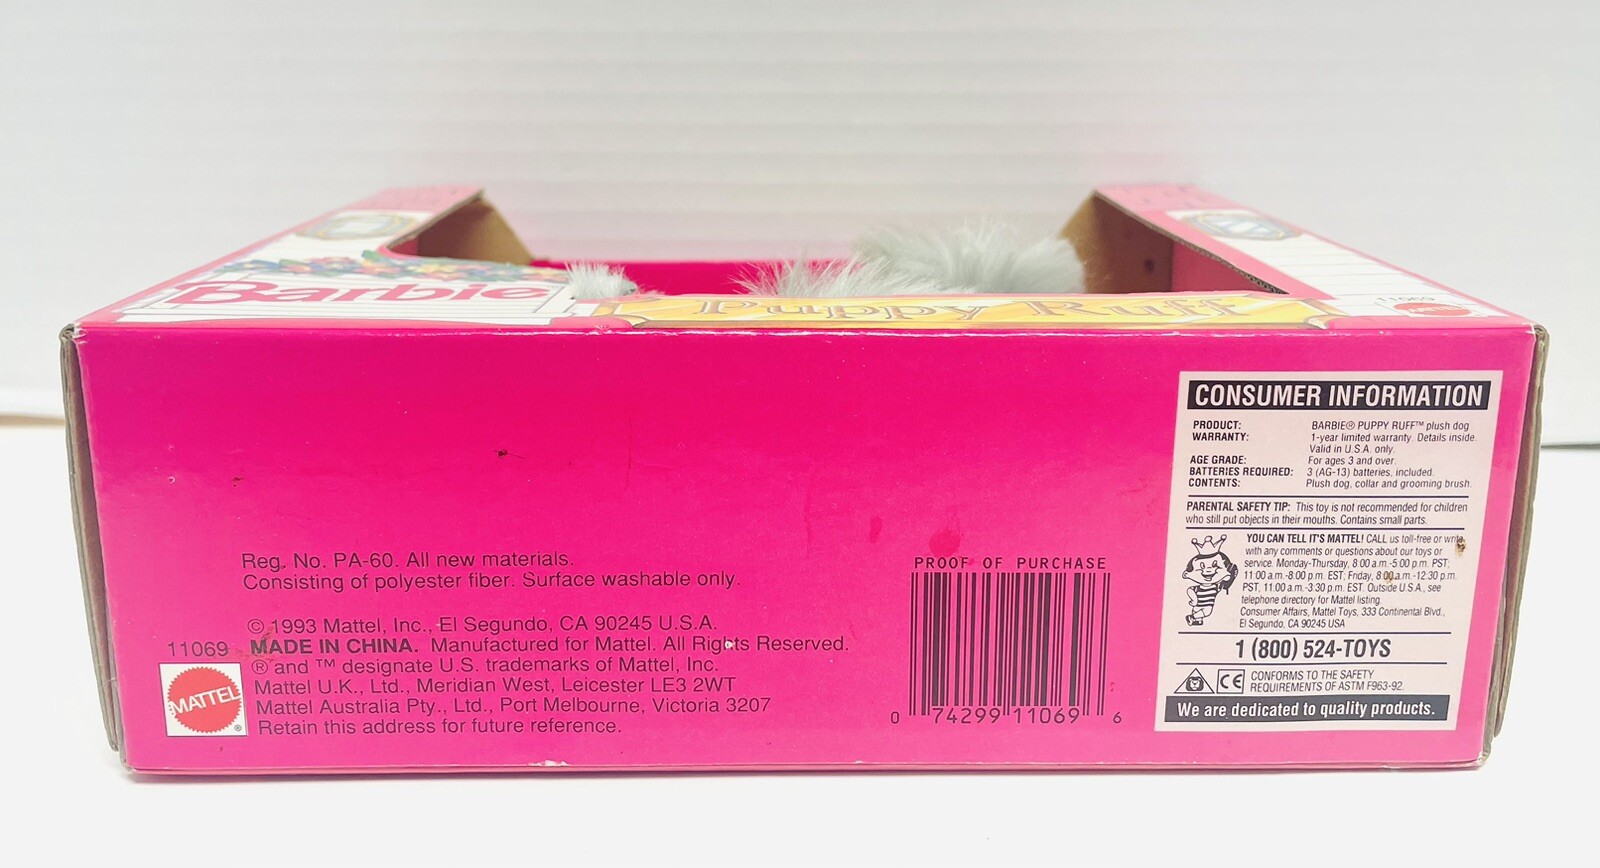 Barbie
Puppy Ruff
11069
MATTEL
Reg. No. PA-60. All new materials.
Consisting of polyester fiber. Surface washable only.
© 1993 Mattel, Inc., El Segundo, CA 90245 U.S.A.
11069 MADE IN CHINA. Manufactured for Mattel. All Rights Reserved.
® and ™ designate U.S. trademarks of Mattel, Inc.
Mattel U.K., Ltd., Meridian West, Leicester LE3 2WT
Mattel Australia Pty., Ltd., Port Melbourne, Victoria 3207
Retain this address for future reference.
MATTEL®
PROOF OF PURCHASE
0 74299 11069 6
CONSUMER INFORMATION
PRODUCT: BARBIE® PUPPY RUFF™ plush dog
WARRANTY: 1-year limited warranty. Details inside.
Valid in U.S.A. only.
AGE GRADE: For ages 3 and over.
BATTERIES REQUIRED: 3 (AG-13) batteries, included.
CONTENTS: Plush dog, collar and grooming brush.
PARENTAL SAFETY TIP: This toy is not recommended for children
who still put objects in their mouths. Contains small parts.
YOU CAN TELL IT'S MATTEL! CALL us toll-free or write
with any comments or questions about our toys or
service. Monday-Thursday, 8:00 a.m.-5:00 p.m. PST;
11:00 a.m.-8:00 p.m. EST; Friday, 8:00 a.m.-12:30 p.m.
PST, 11:00 a.m.-3:30 p.m. EST. Outside U.S.A., see
telephone directory for Mattel listing.
Consumer Affairs, Mattel Toys, 333 Continental Blvd.,
El Segundo, CA 90245 USA
1 (800) 524-TOYS
CE CONFORMS TO THE SAFETY
REQUIREMENTS OF ASTM F963-92.
We are dedicated to quality products.